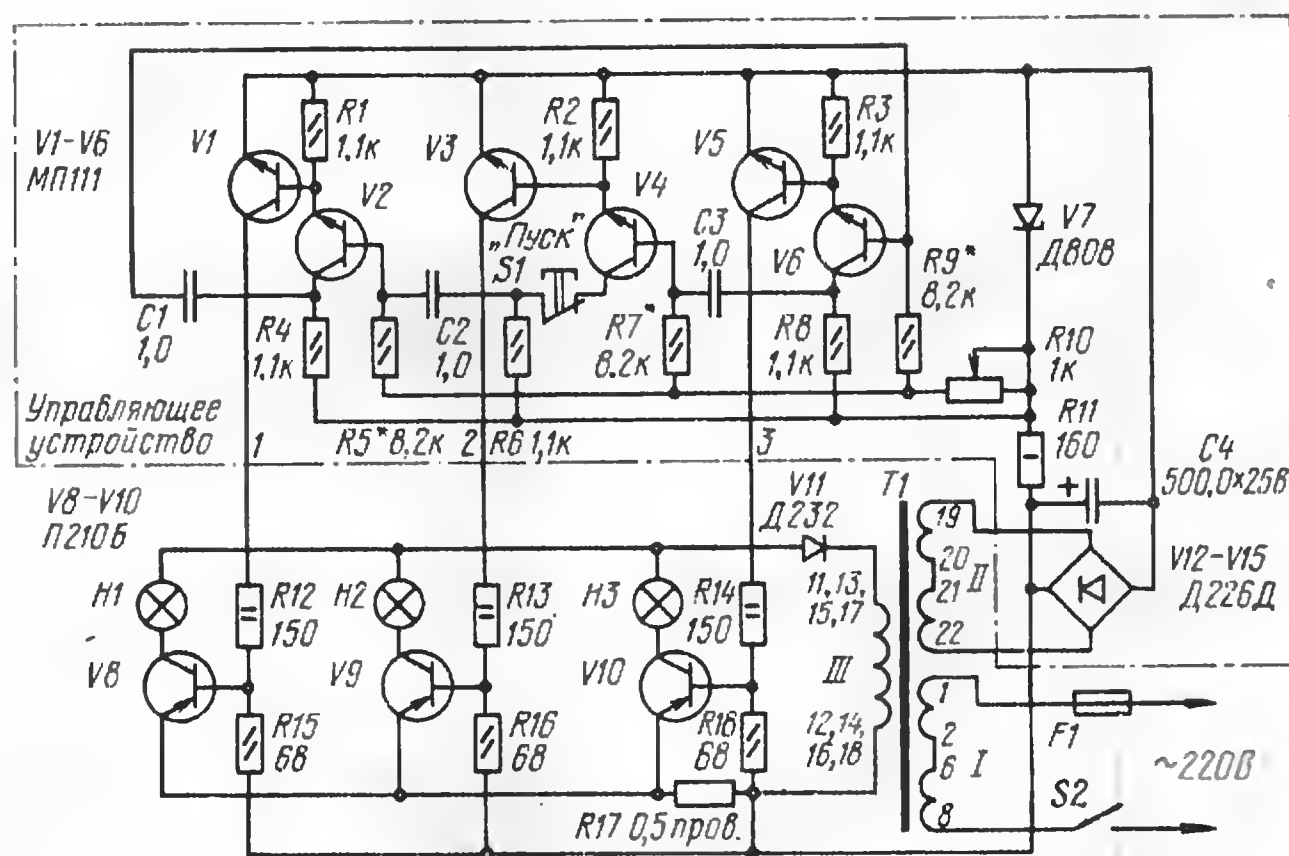 V1-V6
МП111
V1
R1
1,1к
V2
V3
R2
1,1к
V4
„Пуск”
S1
C3
1,0
V5
R3
1,1к
V6
R9*
8,2к
V7
Д808
C1
1,0
R4
1,1к
C2
1,0
R7*
8.2к
R8
1,1к
R10
1к
R11
160
Управляющее
устройство
1
R5* 8,2к
2
R6 1,1к
3
C4
500,0×25В
+
V8-V10
П210Б
V11
Д232
T1
19
20
21
22
II
V12-V15
Д226Д
H1
R12
150
H2
R13
150
H3
R14
150
11,13,
15,17
III
12,14,
16,18
V8
V9
V10
R15
68
R16
68
R16
68
R17 0,5 пров.
1
2
6
8
I
F1
~220В
S2